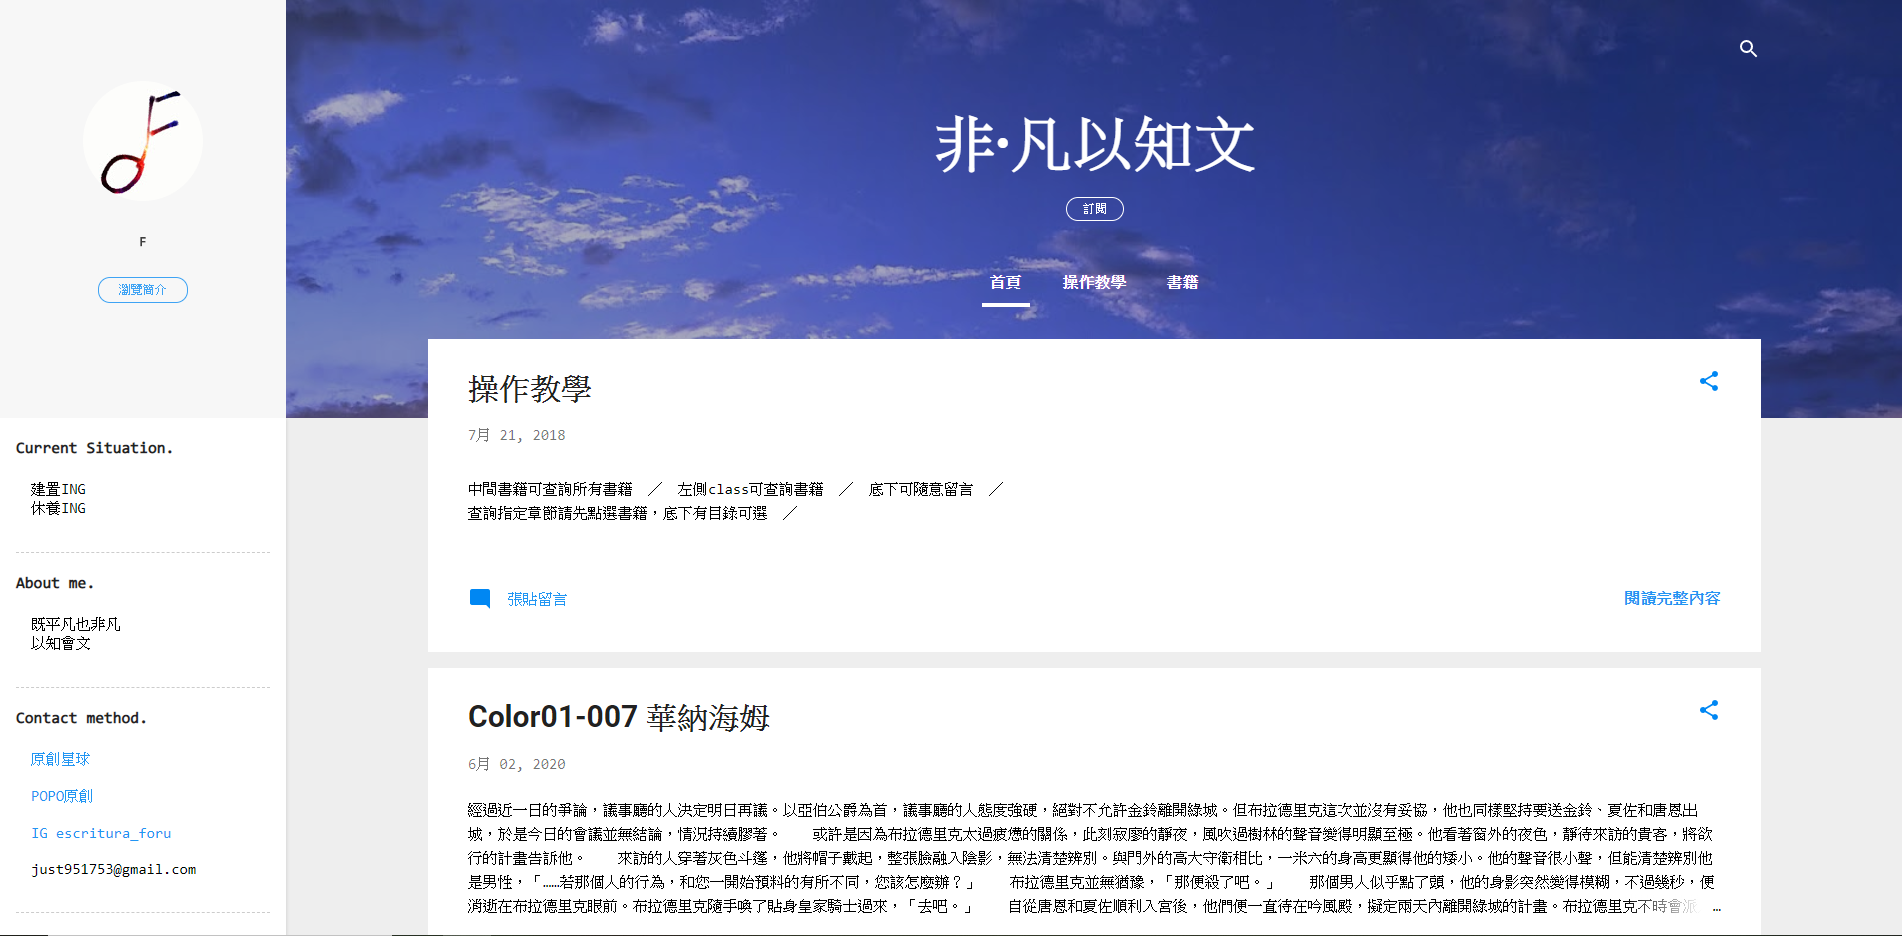 F
瀏覽簡介
Current Situation.
建置ING
休養ING
About me.
既平凡也非凡
以知會文
Contact method.
原創星球
POPO原創
IG escritura_foru
just951753@gmail.com
非·凡以知文
訂閱
首頁 操作教學 書籍
操作教學
7月 21, 2018
中間書籍可查詢所有書籍　／　左側class可查詢書籍　／　底下可隨意留言　／
查詢指定章節請先點選書籍，底下有目錄可選　／
張貼留言
閱讀完整內容
Color01-007 華納海姆
6月 02, 2020
經過近一日的爭論，議事廳的人決定明日再議。以亞伯公爵為首，議事廳的人態度強硬，絕對不允許金鈴離開綠城。但布拉德里克這次並沒有妥協，他也同樣堅持要送金鈴、夏佐和唐恩出
城，於是今日的會議並無結論，情況持續膠著。　　或許是因為布拉德里克太過疲憊的關係，此刻寂寥的靜夜，風吹過樹林的聲音變得明顯至極。他看著窗外的夜色，靜待來訪的貴客，將欲
行的計畫告訴他。　　來訪的人穿著灰色斗篷，他將帽子戴起，整張臉融入陰影，無法清楚辨別。與門外的高大守衛相比，一米六的身高更顯得他的矮小。他的聲音很小聲，但能清楚辨別他
是男性，「……若那個人的行為，和您一開始預料的有所不同，您該怎麼辦？」　　布拉德里克並無猶豫，「那便殺了吧。」　　那個男人似乎點了頭，他的身影突然變得模糊，不過幾秒，便
消逝在布拉德里克眼前。布拉德里克隨手喚了貼身皇家騎士過來，「去吧。」　　自從唐恩和夏佐順利入宮後，他們便一直待在吟風殿，擬定兩天內離開綠城的計畫。布拉德里克不時會派 …